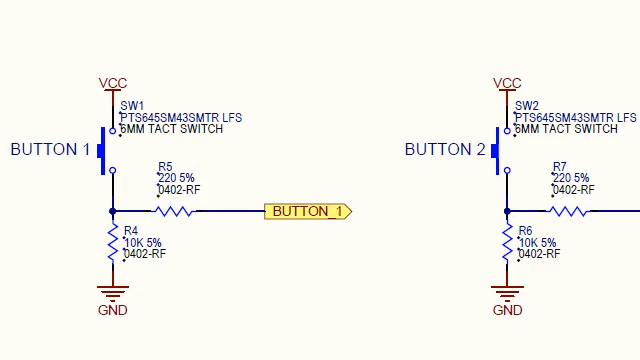 VCC
SW1
PTS645SM43SMTR LFS
6MM TACT SWITCH
BUTTON 1
R5
220 5%
0402-RF
BUTTON_1
R4
10K 5%
0402-RF
GND
VCC
SW2
PTS645SM43SMTR LFS
6MM TACT SWITCH
BUTTON 2
R7
220 5%
0402-RF
R6
10K 5%
0402-RF
GND